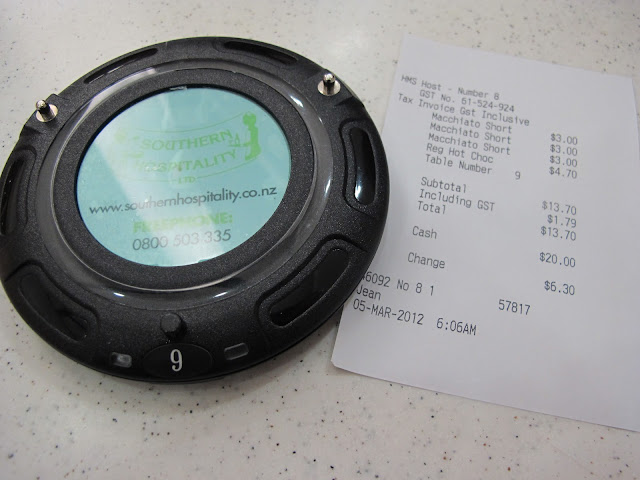 SOUTHERN
HOSPITALITY
LTD
www.southernhospitality.co.nz
FREEPHONE:
0800 503 335
9
HMS Host - Number 8
GST No. 61-524-924
Tax Invoice Gst Inclusive
Macchiato Short $3.00
Macchiato Short $3.00
Macchiato Short $3.00
Reg Hot Choc $4.70
Table Number 9
Subtotal $13.70
Including GST $1.79
Total $13.70
Cash $20.00
Change $6.30
6092 No 8 1 57817
Jean
05-MAR-2012 6:06AM